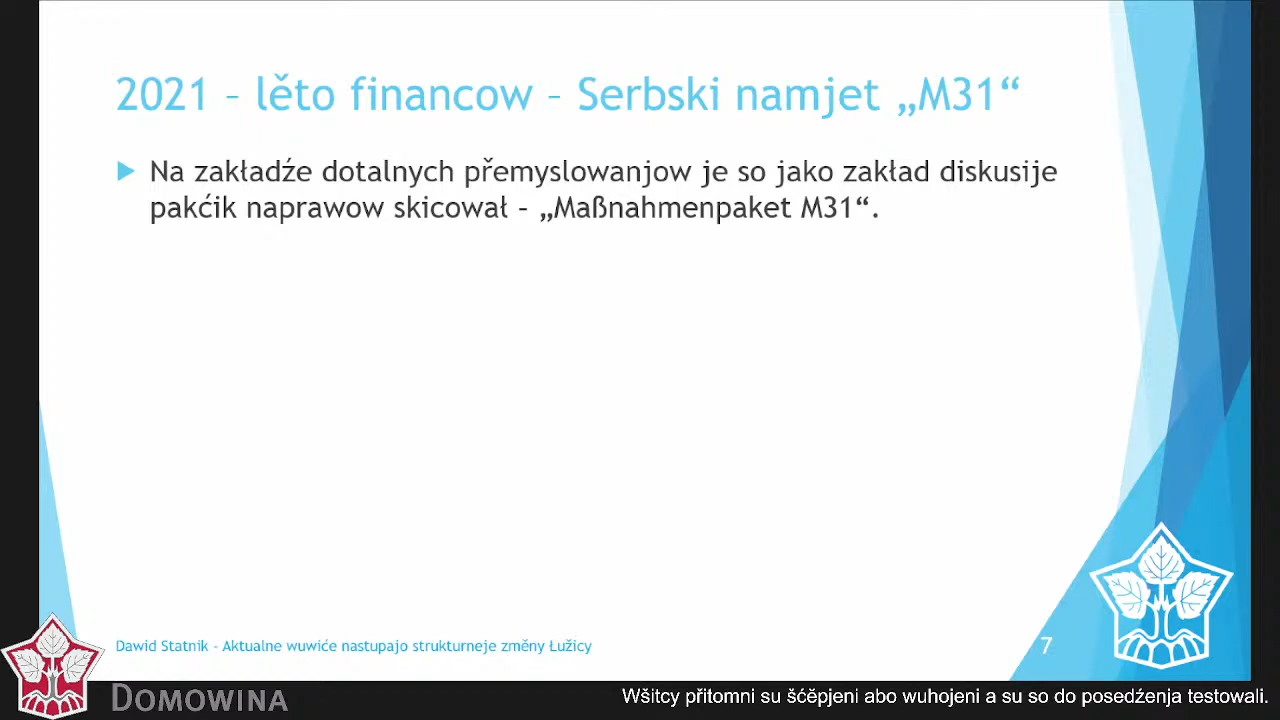 2021 – lěto financow – Serbski namjet „M31“
Na zakładźe dotalnych přemyslowanjow je so jako zakład diskusije
pakćik naprawow skicował – „Maßnahmenpaket M31“.
Dawid Statnik - Aktualne wuwiće nastupajo strukturneje změny Łužicy
7
DOMOWINA
Wšitcy přitomni su šćěpjeni abo wuhojeni a su so do posedźenja testowali.